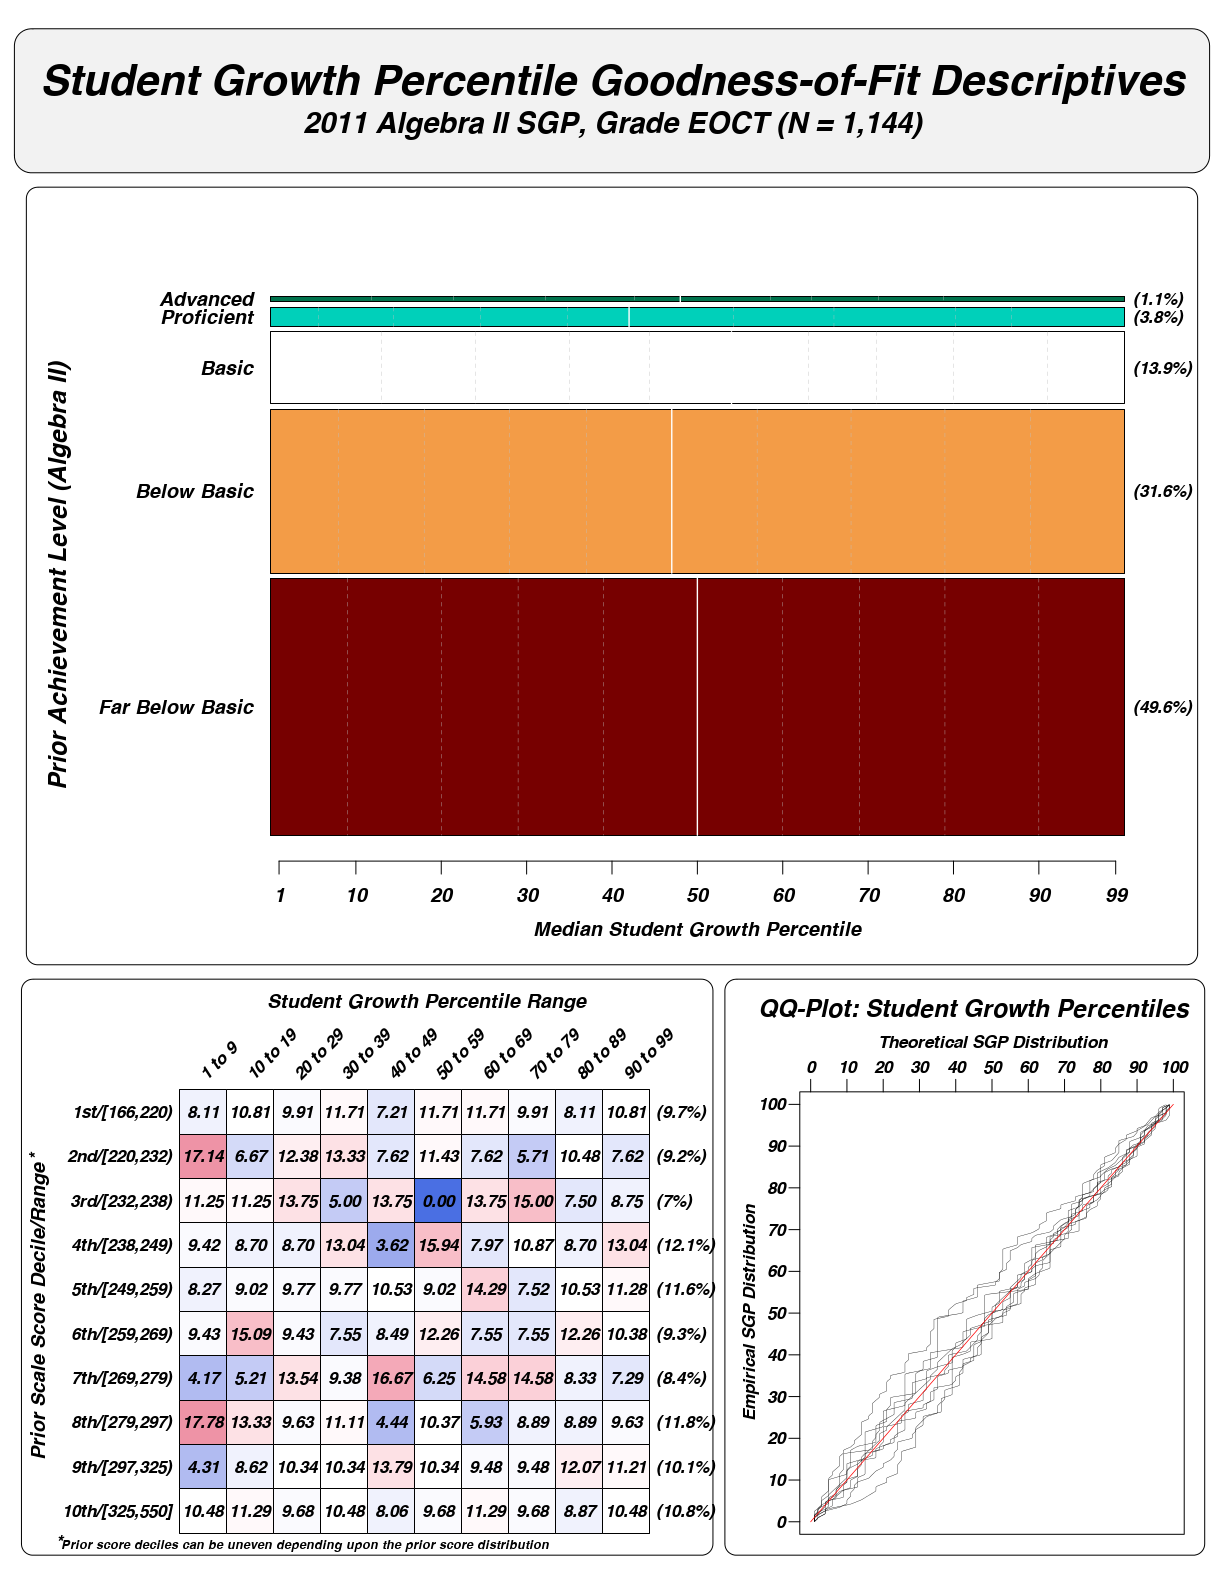 Student Growth Percentile Goodness-of-Fit Descriptives
2011 Algebra II SGP, Grade EOCT (N = 1,144)
Prior Achievement Level (Algebra II)
Advanced (1.1%)
Proficient (3.8%)
Basic (13.9%)
Below Basic (31.6%)
Far Below Basic (49.6%)
1 10 20 30 40 50 60 70 80 90 99
Median Student Growth Percentile
Student Growth Percentile Range
1 to 9 10 to 19 20 to 29 30 to 39 40 to 49 50 to 59 60 to 69 70 to 79 80 to 89 90 to 99
Prior Scale Score Decile/Range*
1st/[166,220) 8.11 10.81 9.91 11.71 7.21 11.71 11.71 9.91 8.11 10.81 (9.7%)
2nd/[220,232) 17.14 6.67 12.38 13.33 7.62 11.43 7.62 5.71 10.48 7.62 (9.2%)
3rd/[232,238) 11.25 11.25 13.75 5.00 13.75 0.00 13.75 15.00 7.50 8.75 (7%)
4th/[238,249) 9.42 8.70 8.70 13.04 3.62 15.94 7.97 10.87 8.70 13.04 (12.1%)
5th/[249,259) 8.27 9.02 9.77 9.77 10.53 9.02 14.29 7.52 10.53 11.28 (11.6%)
6th/[259,269) 9.43 15.09 9.43 7.55 8.49 12.26 7.55 7.55 12.26 10.38 (9.3%)
7th/[269,279) 4.17 5.21 13.54 9.38 16.67 6.25 14.58 14.58 8.33 7.29 (8.4%)
8th/[279,297) 17.78 13.33 9.63 11.11 4.44 10.37 5.93 8.89 8.89 9.63 (11.8%)
9th/[297,325) 4.31 8.62 10.34 10.34 13.79 10.34 9.48 9.48 12.07 11.21 (10.1%)
10th/[325,550] 10.48 11.29 9.68 10.48 8.06 9.68 11.29 9.68 8.87 10.48 (10.8%)
*Prior score deciles can be uneven depending upon the prior score distribution
QQ-Plot: Student Growth Percentiles
Theoretical SGP Distribution
0 10 20 30 40 50 60 70 80 90 100
Empirical SGP Distribution
100
90
80
70
60
50
40
30
20
10
0